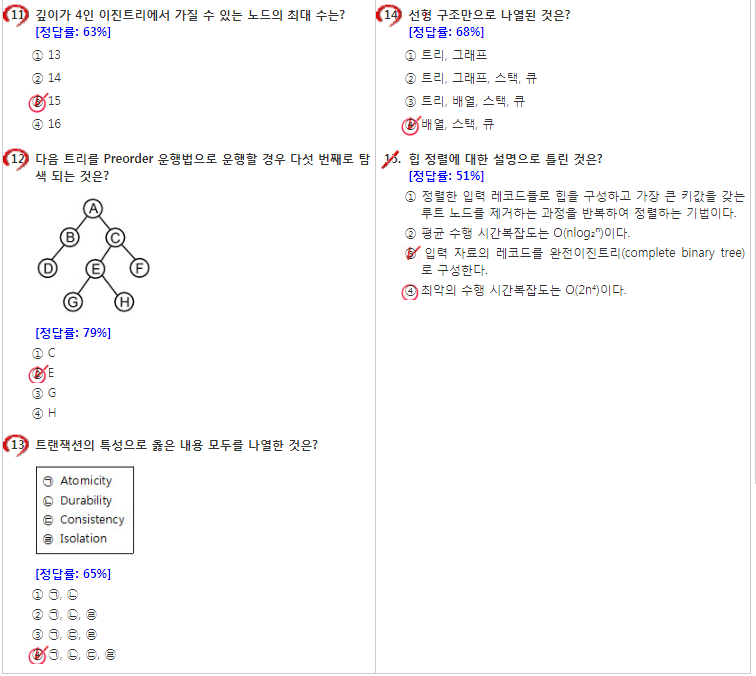 11. 깊이가 4인 이진트리에서 가질 수 있는 노드의 최대 수는?
[정답률: 63%]
① 13
② 14
③ 15
④ 16
12. 다음 트리를 Preorder 운행법으로 운행할 경우 다섯 번째로 탐
색 되는 것은?
A
B C
D E F
G H
[정답률: 79%]
① C
② E
③ G
④ H
13. 트랜잭션의 특성으로 옳은 내용 모두를 나열한 것은?
㉠ Atomicity
㉡ Durability
㉢ Consistency
㉣ Isolation
[정답률: 65%]
① ㉠, ㉡
② ㉠, ㉡, ㉣
③ ㉠, ㉢, ㉣
④ ㉠, ㉡, ㉢, ㉣
14. 선형 구조만으로 나열된 것은?
[정답률: 68%]
① 트리, 그래프
② 트리, 그래프, 스택, 큐
③ 트리, 배열, 스택, 큐
④ 배열, 스택, 큐
15. 힙 정렬에 대한 설명으로 틀린 것은?
[정답률: 51%]
① 정렬한 입력 레코드들로 힙을 구성하고 가장 큰 키값을 갖는
루트 노드를 제거하는 과정을 반복하여 정렬하는 기법이다.
② 평균 수행 시간복잡도는 O(nlog₂ⁿ)이다.
③ 입력 자료의 레코드를 완전이진트리(complete binary tree)
로 구성한다.
④ 최악의 수행 시간복잡도는 O(2n⁴)이다.